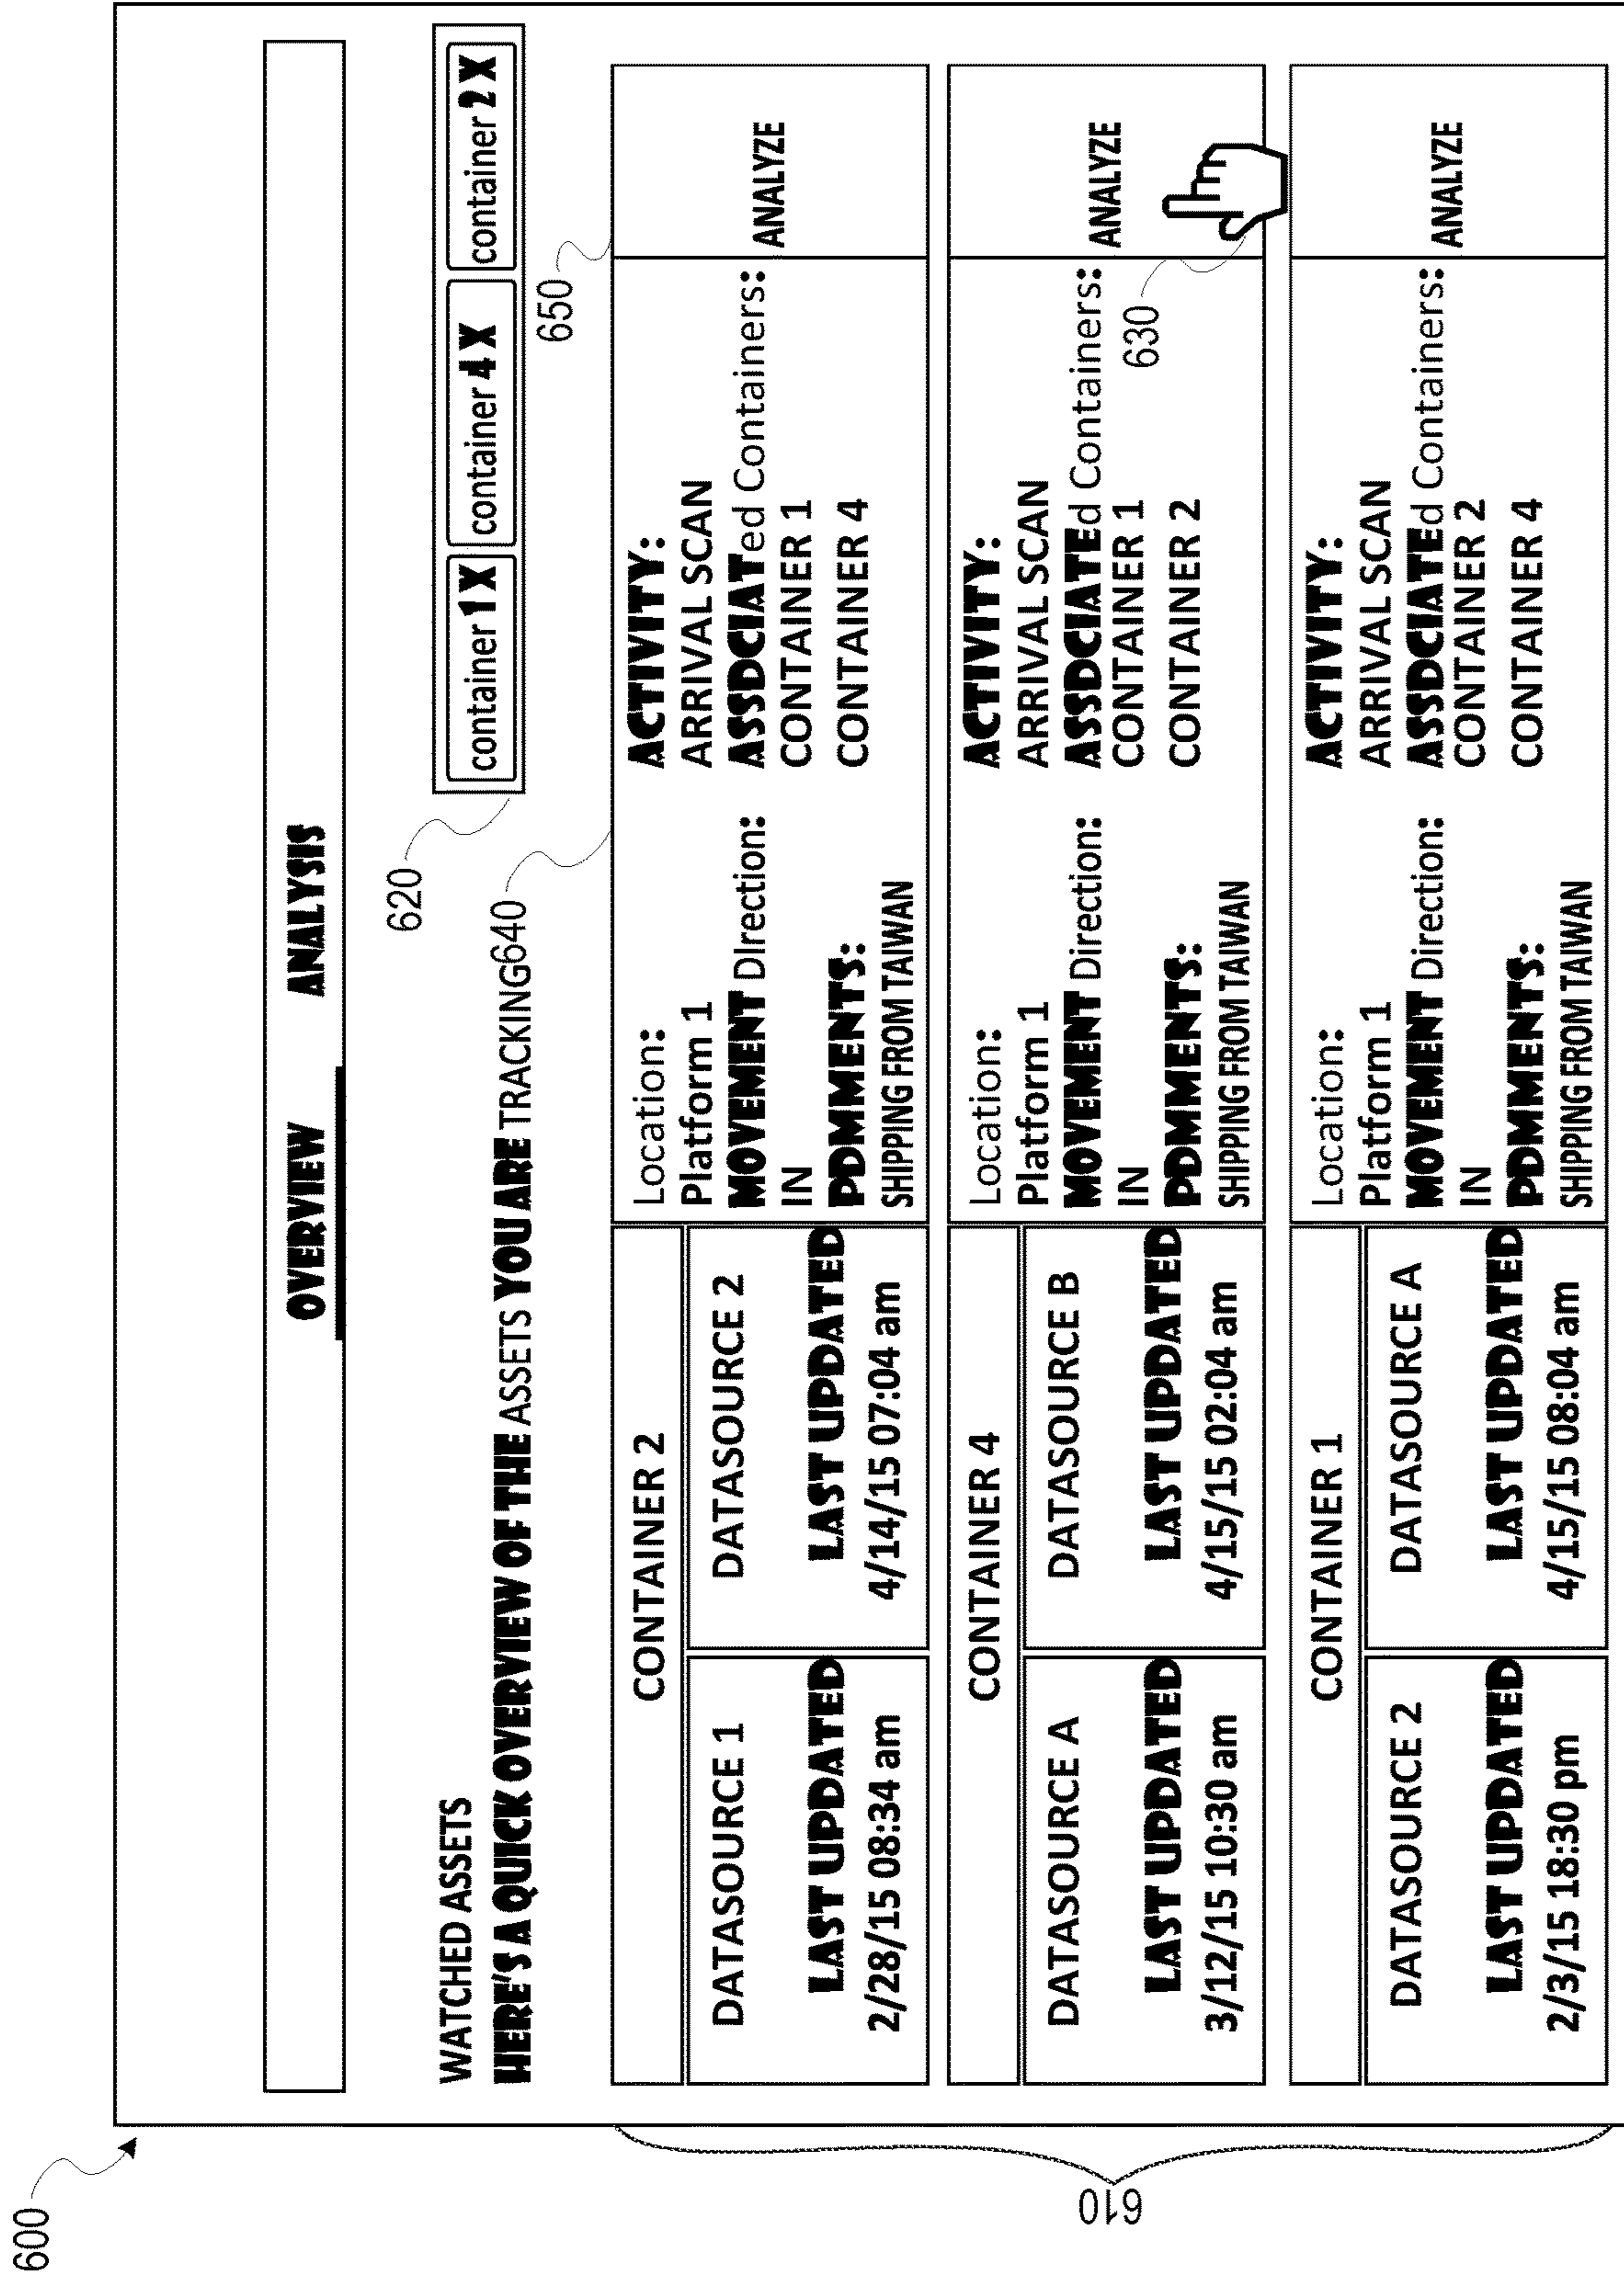 600
OVERVIEW ANALYSIS
WATCHED ASSETS
HERE'S A QUICK OVERVIEW OF THE ASSETS YOU ARE TRACKING
620
container 1 X container 4 X container 2 X
640
650
610
CONTAINER 2
DATASOURCE 1
LAST UPDATED
2/28/15 08:34 am
DATASOURCE 2
LAST UPDATED
4/14/15 07:04 am
Location:
Platform 1
MOVEMENT DIrection:
IN
PDMMENTS:
SHIPPING FROM TAIWAN
ACTIVITY:
ARRIVAL SCAN
ASSDCIATed Containers:
CONTAINER 1
CONTAINER 4
ANALYZE
CONTAINER 4
DATASOURCE A
LAST UPDATED
3/12/15 10:30 am
DATASOURCE B
LAST UPDATED
4/15/15 02:04 am
Location:
Platform 1
MOVEMENT Direction:
IN
PDMMENTS:
SHIPPING FROM TAIWAN
ACTIVITY:
ARRIVAL SCAN
ASSDCIATEd Containers:
CONTAINER 1
CONTAINER 2
630
ANALYZE
CONTAINER 1
DATASOURCE 2
LAST UPDATED
2/3/15 18:30 pm
DATASOURCE A
LAST UPDATED
4/15/15 08:04 am
Location:
Platform 1
MOVEMENT Direction:
IN
PDMMENTS:
SHIPPING FROM TAIWAN
ACTIVITY:
ARRIVAL SCAN
ASSDCIATEd Containers:
CONTAINER 2
CONTAINER 4
ANALYZE